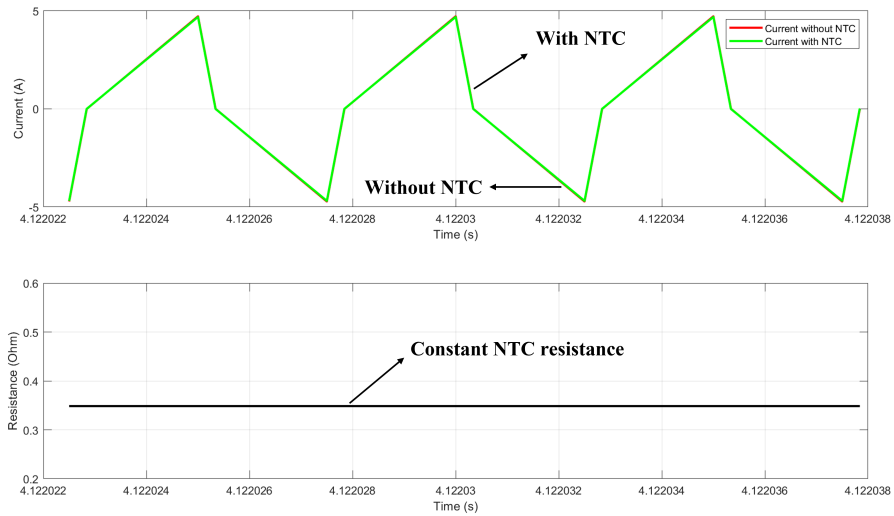 5
0
-5
Current (A)
With NTC
Without NTC
Current without NTC
Current with NTC
4.122022 4.122024 4.122026 4.122028 4.12203 4.122032 4.122034 4.122036 4.122038
Time (s)
0.6
0.5
0.4
0.3
0.2
Resistance (Ohm)
Constant NTC resistance
4.122022 4.122024 4.122026 4.122028 4.12203 4.122032 4.122034 4.122036 4.122038
Time (s)